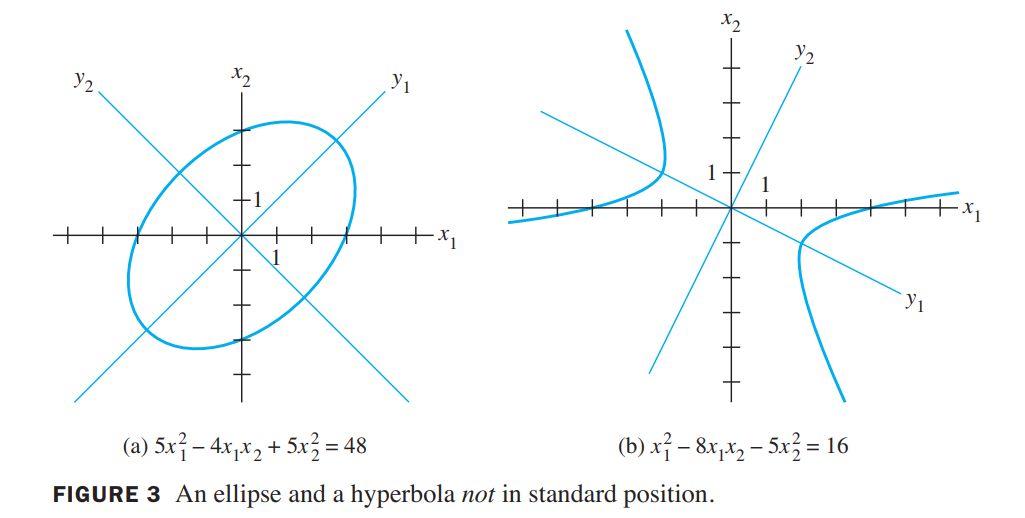 x₂
y₂
y₂ x₂ y₁
1 1
1 x₁
x₁
1
y₁
(a) 5x₁² – 4x₁x₂ + 5x₂² = 48 (b) x₁² – 8x₁x₂ – 5x₂² = 16
FIGURE 3 An ellipse and a hyperbola not in standard position.